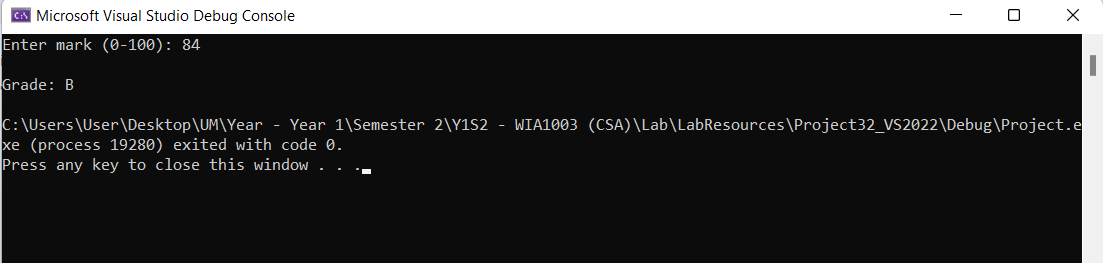 Microsoft Visual Studio Debug Console
Enter mark (0-100): 84
Grade: B
C:\Users\User\Desktop\UM\Year - Year 1\Semester 2\Y1S2 - WIA1003 (CSA)\Lab\LabResources\Project32_VS2022\Debug\Project.e
xe (process 19280) exited with code 0.
Press any key to close this window . . .